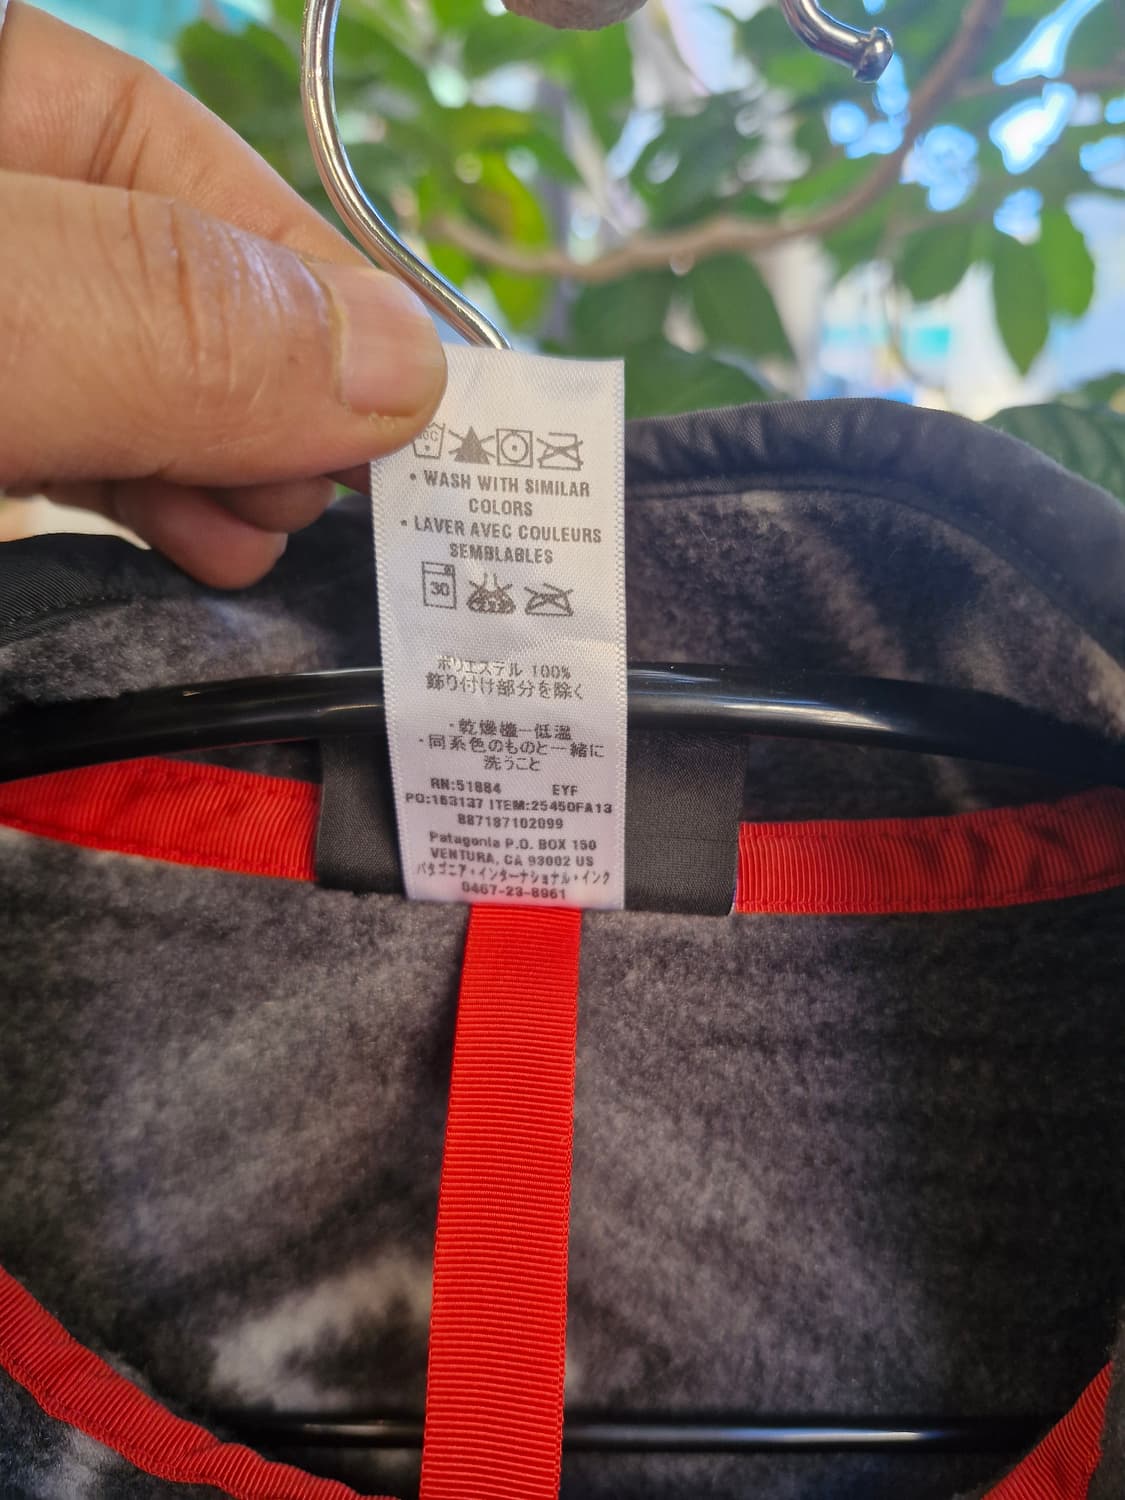 • WASH WITH SIMILAR
COLORS
• LAVER AVEC COULEURS
SEMBLABLES
30
ポリエステル 100%
飾り付け部分を除く
・乾燥機ー低温
・同系色のものと一緒に
洗うこと
RN:51884 EYF
PO:163137 ITEM:25450FA13
887187102099
Patagonia P.O. BOX 150
VENTURA, CA 93002 US
パタゴニア・インターナショナル・インク
0467-23-8961